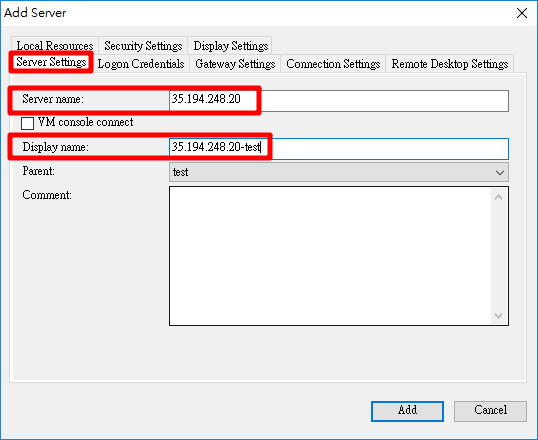 Add Server
Local Resources Security Settings Display Settings
Server Settings Logon Credentials Gateway Settings Connection Settings Remote Desktop Settings
Server name: 35.194.248.20
VM console connect
Display name: 35.194.248.20-test
Parent: test
Comment:
Add Cancel